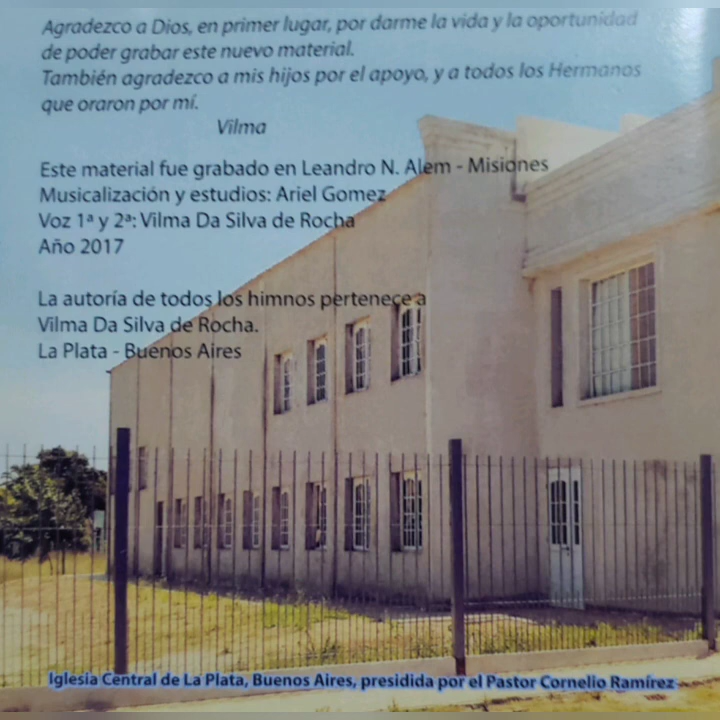 Agradezco a Dios, en primer lugar, por darme la vida y la oportunidad
de poder grabar este nuevo material.
También agradezco a mis hijos por el apoyo, y a todos los Hermanos
que oraron por mí.
Vilma
Este material fue grabado en Leandro N. Alem - Misiones
Musicalización y estudios: Ariel Gomez
Voz 1ª y 2ª: Vilma Da Silva de Rocha
Año 2017
La autoría de todos los himnos pertenece a
Vilma Da Silva de Rocha.
La Plata - Buenos Aires
Iglesia Central de La Plata, Buenos Aires, presidida por el Pastor Cornelio Ramírez